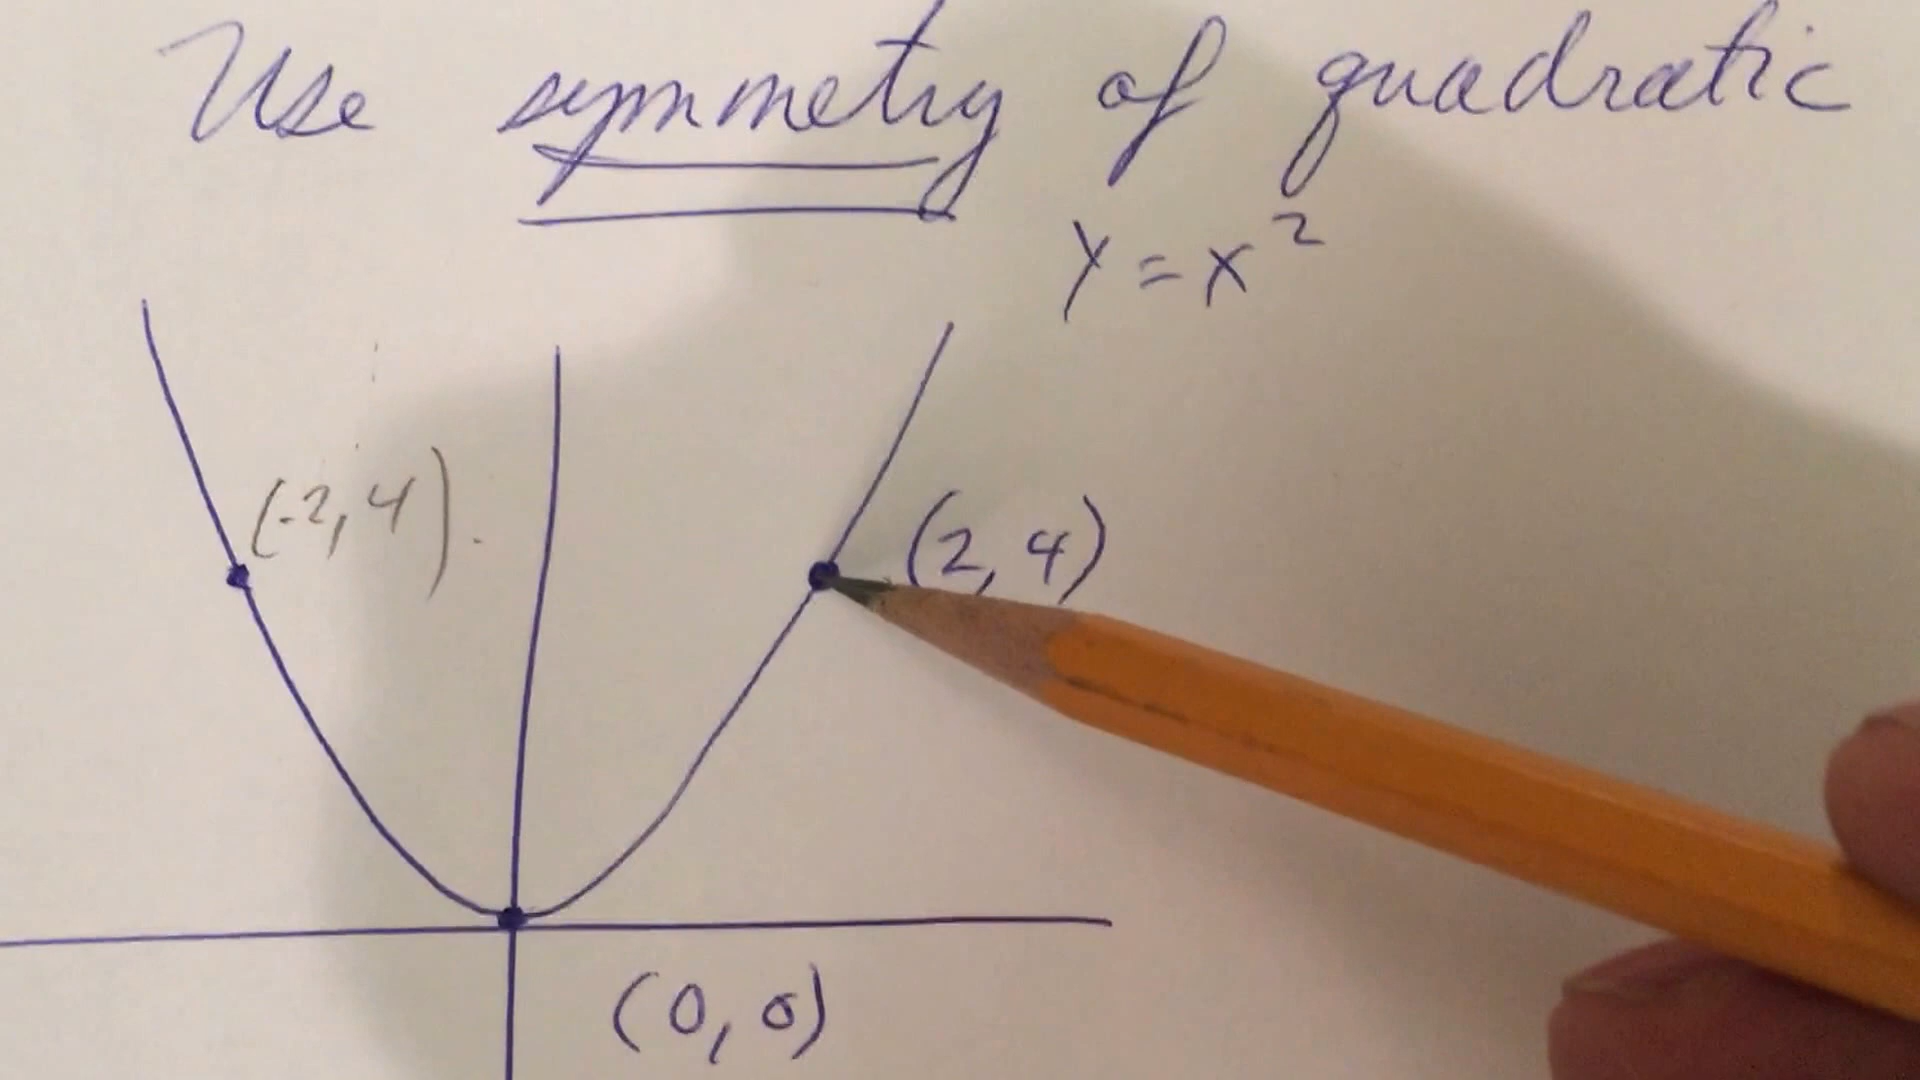 Use symmetry of quadratic
y = x²
(-2, 4).
(2, 4)
(0, 0)